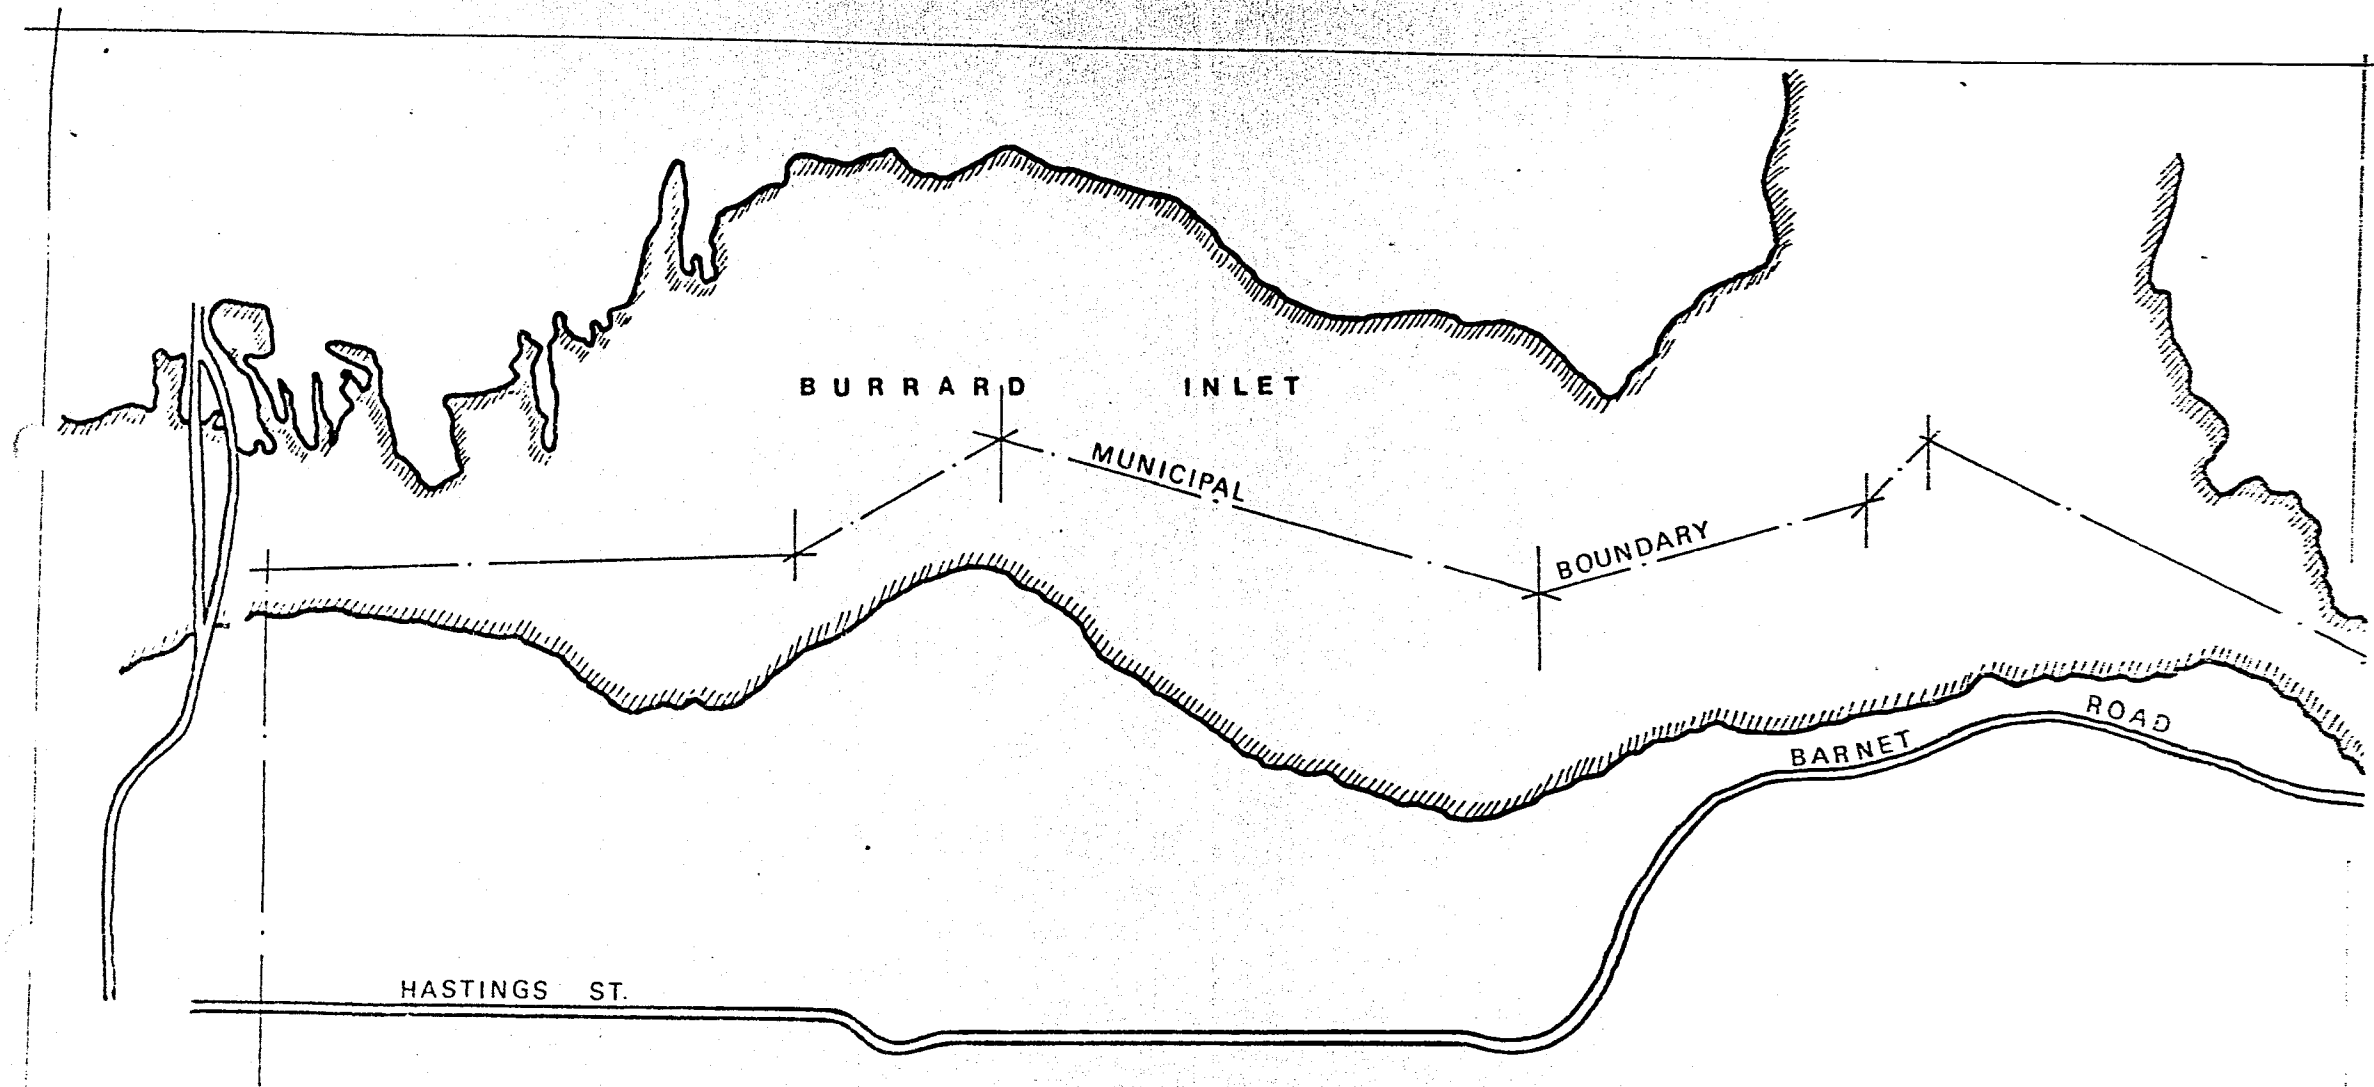 BURRARD INLET
MUNICIPAL
BOUNDARY
ROAD
BARNET
HASTINGS ST.